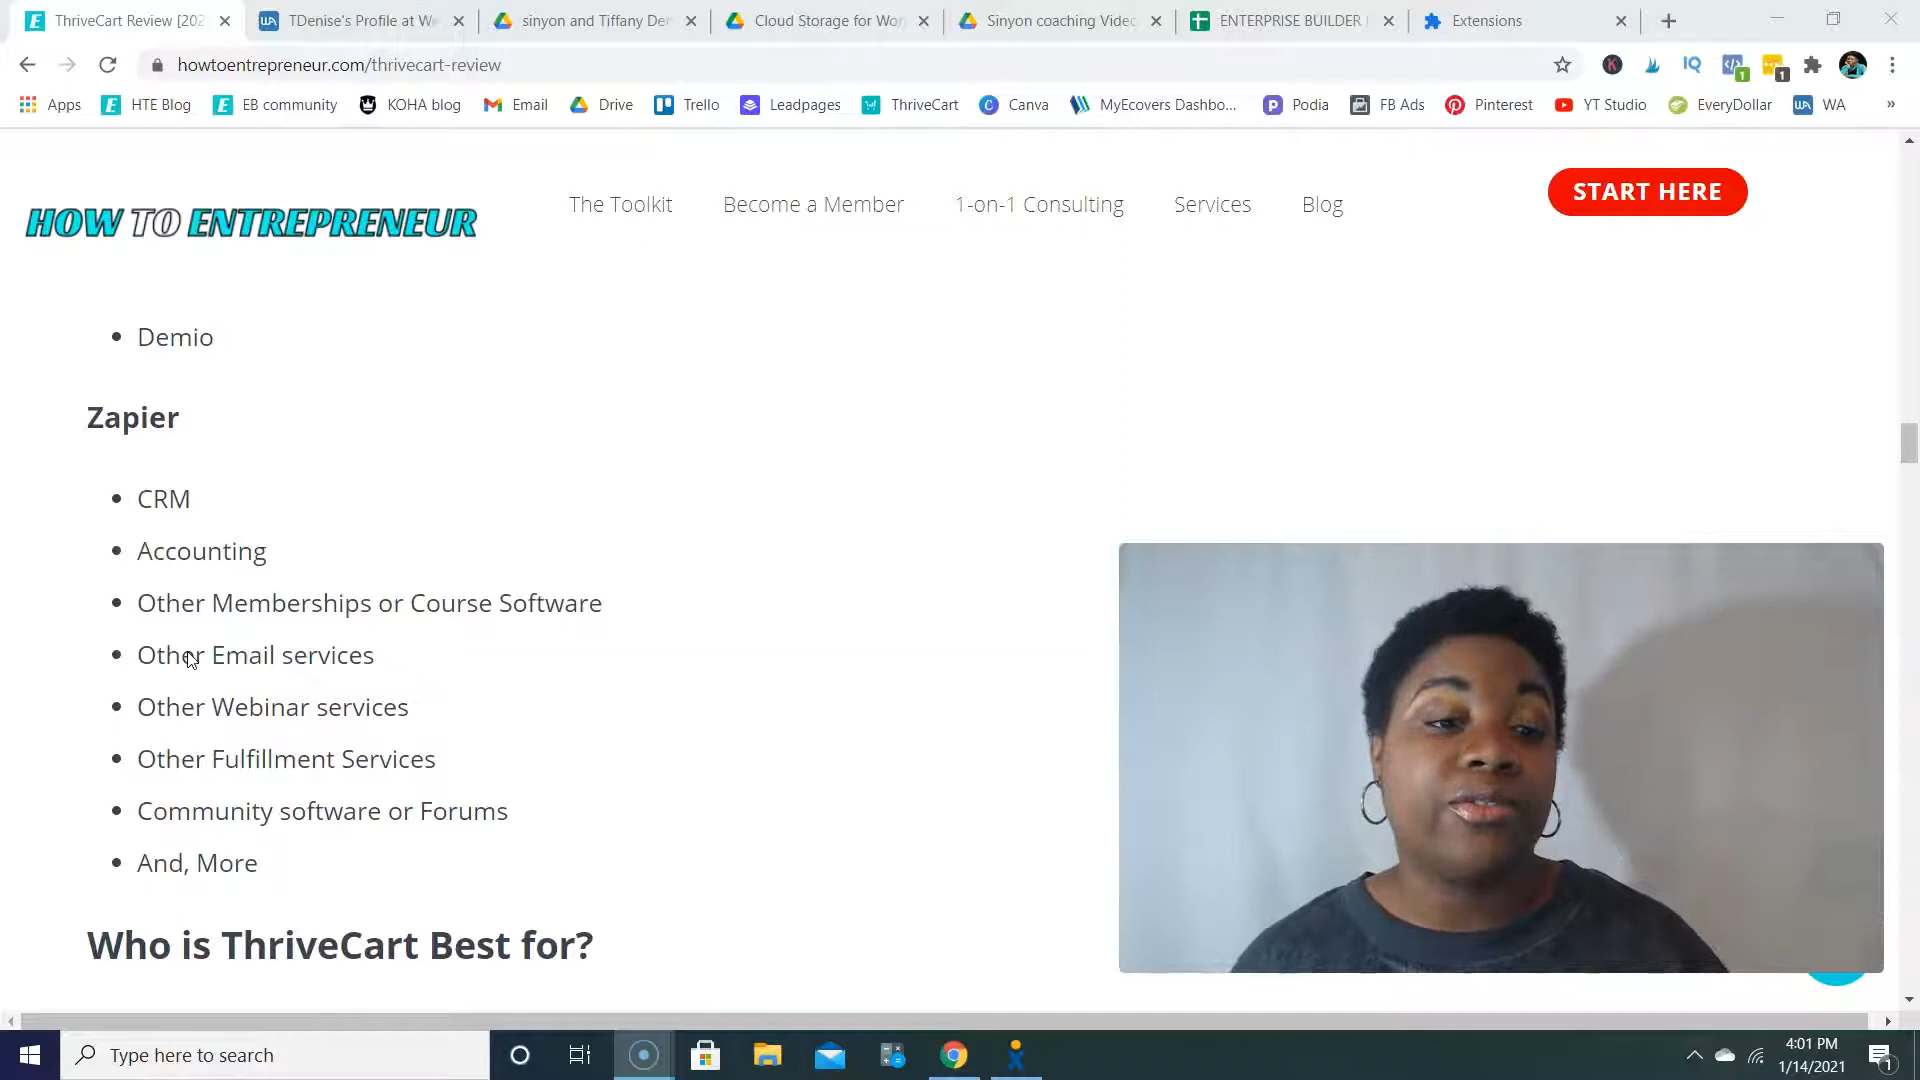 ThriveCart Review [202
TDenise's Profile at W
sinyon and Tiffany De
Cloud Storage for Wor
Sinyon coaching Video
ENTERPRISE BUILDER
Extensions
howtoentrepreneur.com/thrivecart-review
Apps
HTE Blog
EB community
KOHA blog
Email
Drive
Trello
Leadpages
ThriveCart
Canva
MyEcovers Dashbo...
Podia
FB Ads
Pinterest
YT Studio
EveryDollar
WA
HOW TO ENTREPRENEUR
The Toolkit
Become a Member
1-on-1 Consulting
Services
Blog
START HERE
Demio
Zapier
CRM
Accounting
Other Memberships or Course Software
Other Email services
Other Webinar services
Other Fulfillment Services
Community software or Forums
And, More
Who is ThriveCart Best for?
Type here to search
4:01 PM
1/14/2021
1